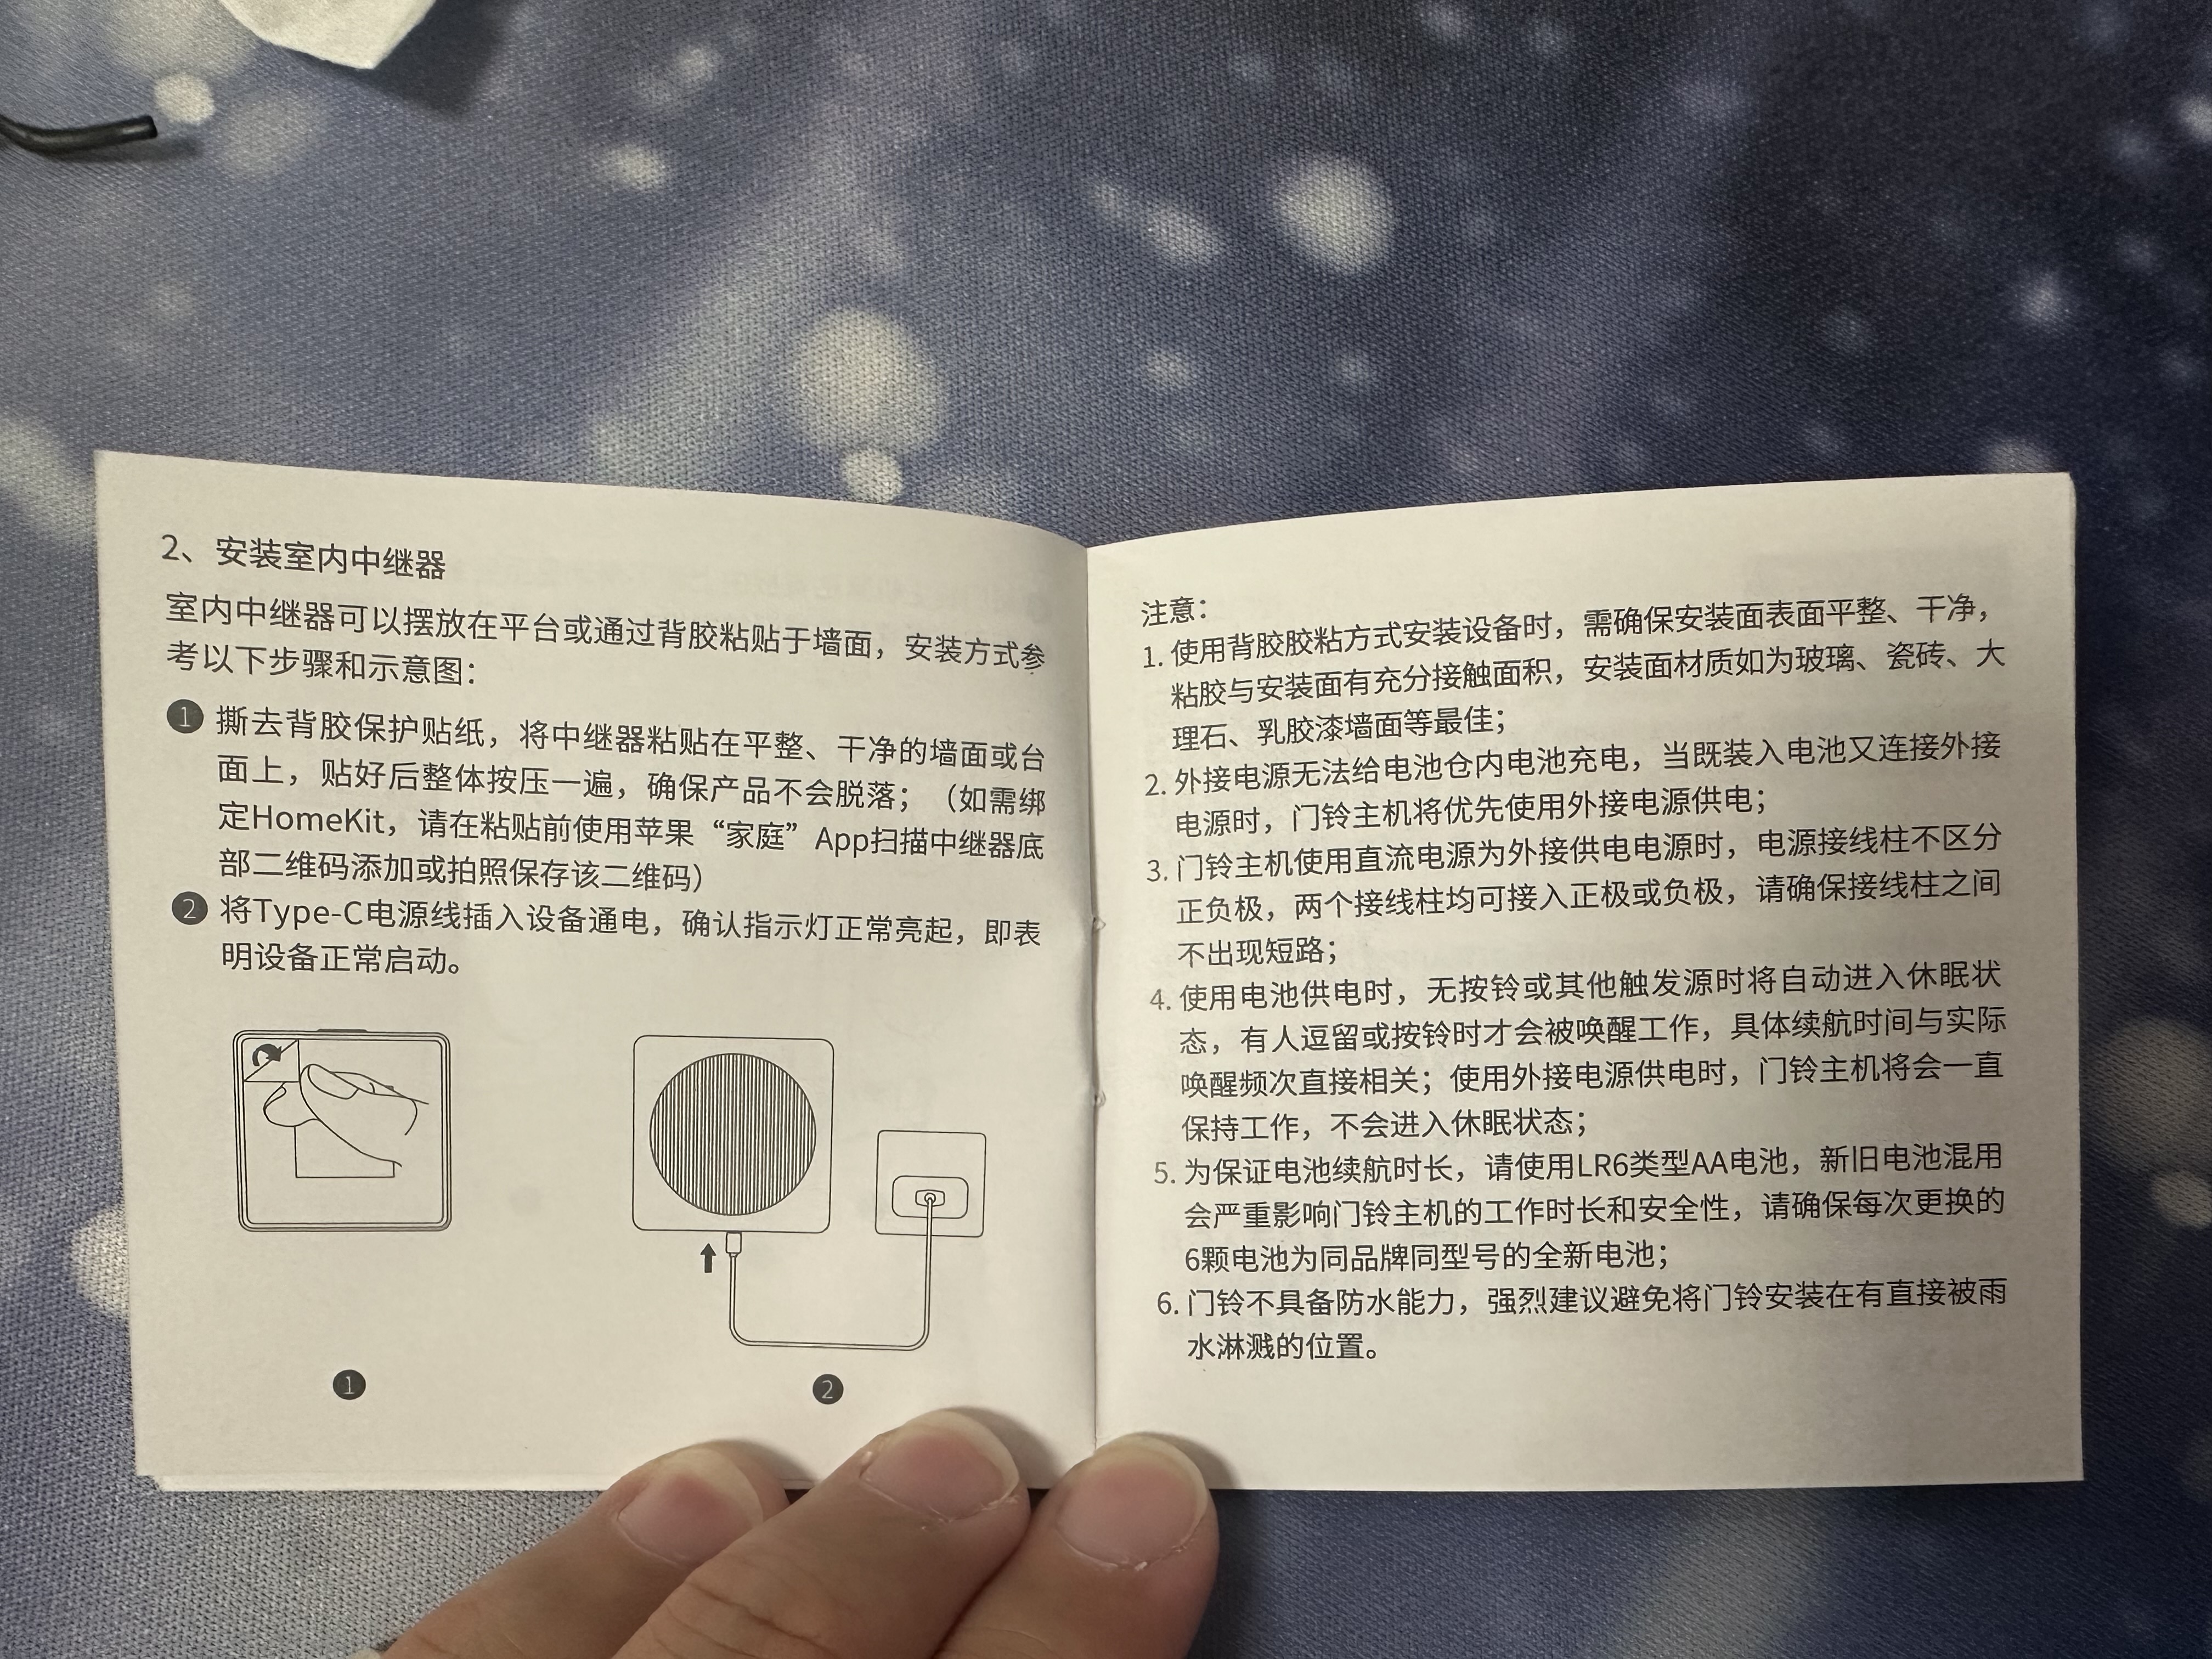 2、安装室内中继器
室内中继器可以摆放在平台或通过背胶粘贴于墙面，安装方式参
考以下步骤和示意图：
1 撕去背胶保护贴纸，将中继器粘贴在平整、干净的墙面或台
面上，贴好后整体按压一遍，确保产品不会脱落；（如需绑
定HomeKit，请在粘贴前使用苹果“家庭”App扫描中继器底
部二维码添加或拍照保存该二维码）
2 将Type-C电源线插入设备通电，确认指示灯正常亮起，即表
明设备正常启动。
1
2
注意：
1. 使用背胶胶粘方式安装设备时，需确保安装面表面平整、干净，
粘胶与安装面有充分接触面积，安装面材质如为玻璃、瓷砖、大
理石、乳胶漆墙面等最佳；
2. 外接电源无法给电池仓内电池充电，当既装入电池又连接外接
电源时，门铃主机将优先使用外接电源供电；
3. 门铃主机使用直流电源为外接供电电源时，电源接线柱不区分
正负极，两个接线柱均可接入正极或负极，请确保接线柱之间
不出现短路；
4. 使用电池供电时，无按铃或其他触发源时将自动进入休眠状
态，有人逗留或按铃时才会被唤醒工作，具体续航时间与实际
唤醒频次直接相关；使用外接电源供电时，门铃主机将会一直
保持工作，不会进入休眠状态；
5. 为保证电池续航时长，请使用LR6类型AA电池，新旧电池混用
会严重影响门铃主机的工作时长和安全性，请确保每次更换的
6颗电池为同品牌同型号的全新电池；
6. 门铃不具备防水能力，强烈建议避免将门铃安装在有直接被雨
水淋溅的位置。